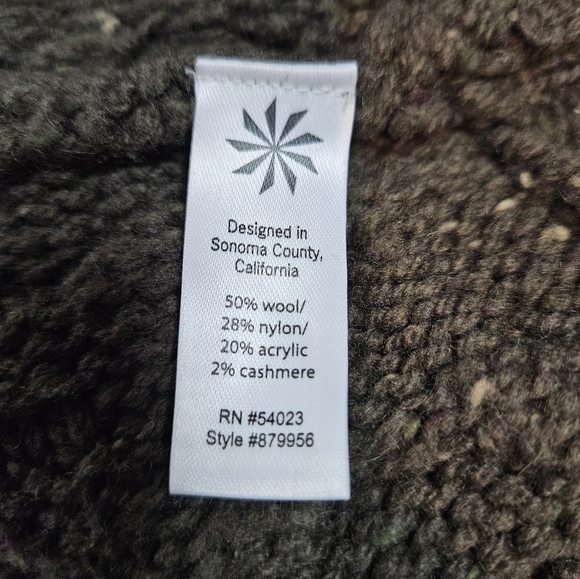 Designed in
Sonoma County,
California
50% wool/
28% nylon/
20% acrylic
2% cashmere
RN #54023
Style #879956